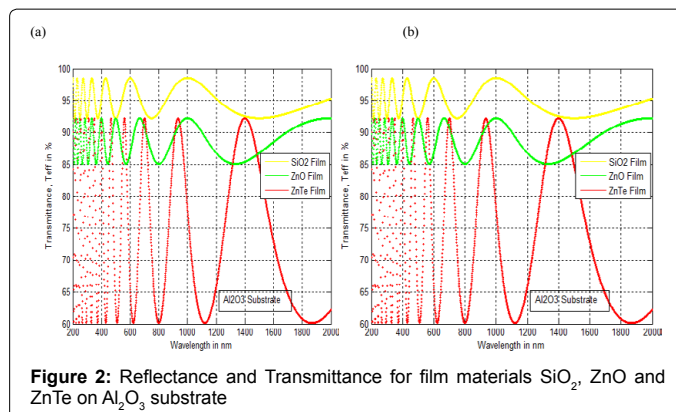 (a)
(b)
100
95
90
85
80
75
70
65
60
Transmittance, Teff in %
SiO2 Film
ZnO Film
ZnTe Film
Al2O3 Substrate
200 400 600 800 1000 1200 1400 1600 1800 2000
Wavelength in nm
100
95
90
85
80
75
70
65
60
Transmittance, Teff in %
SiO2 Film
ZnO Film
ZnTe Film
Al2O3 Substrate
200 400 600 800 1000 1200 1400 1600 1800 2000
Wavelength in nm
Figure 2: Reflectance and Transmittance for film materials SiO₂, ZnO and
ZnTe on Al₂O₃ substrate